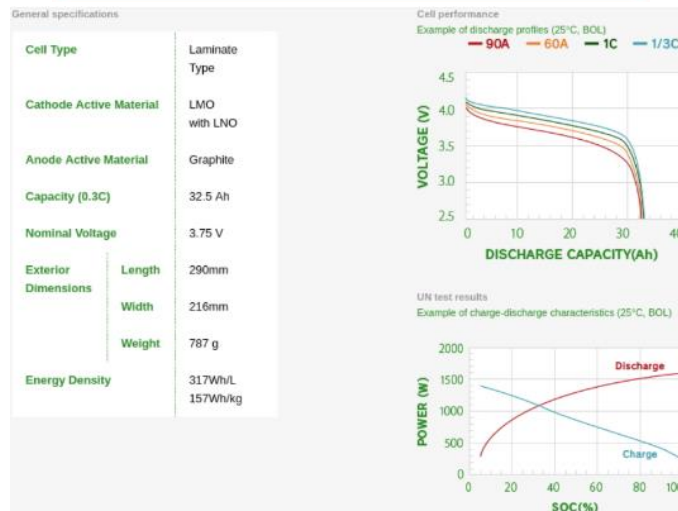 General specifications
Cell Type
Laminate
Type
Cathode Active Material
LMO
with LNO
Anode Active Material
Graphite
Capacity (0.3C)
32.5 Ah
Nominal Voltage
3.75 V
Exterior
Dimensions
Length
290mm
Width
216mm
Weight
787 g
Energy Density
317Wh/L
157Wh/kg
Cell performance
Example of discharge profiles (25°C, BOL)
90A 60A 1C 1/3C
VOLTAGE (V)
4.5
4.0
3.5
3.0
2.5
0 10 20 30 40
DISCHARGE CAPACITY(Ah)
UN test results
Example of charge-discharge characteristics (25°C, BOL)
POWER (W)
2000
1500
1000
500
0
Discharge
Charge
0 20 40 60 80 100
SOC(%)